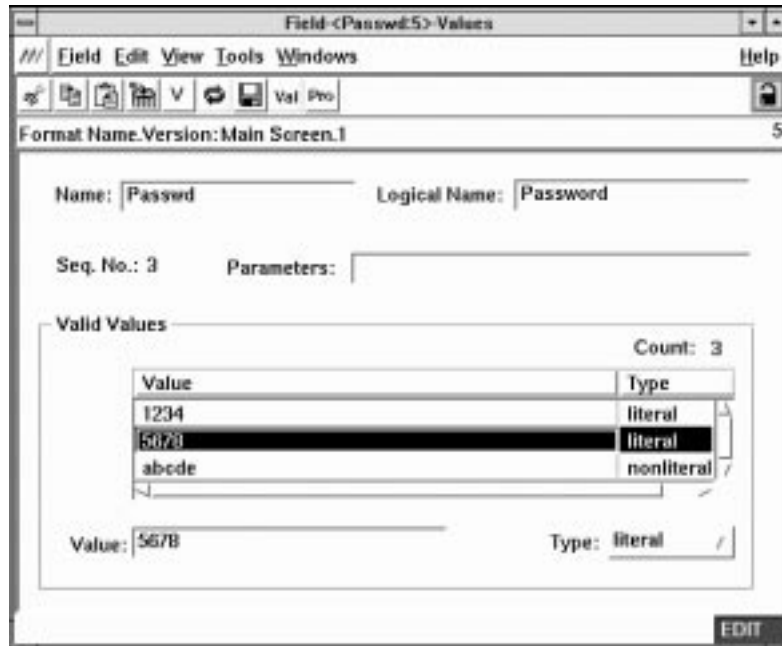 Field-<Passwd:5>-Values
Field Edit View Tools Windows Help
V Val Pro
Format Name.Version: Main Screen.1 5
Name: Passwd Logical Name: Password
Seq. No.: 3 Parameters:
Valid Values
Count: 3
Value Type
1234 literal
5678 literal
abcde nonliteral
Value: 5678 Type: literal
EDIT